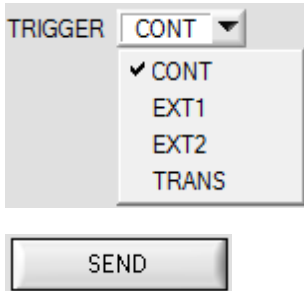 TRIGGER CONT
CONT
EXT1
EXT2
TRANS
SEND